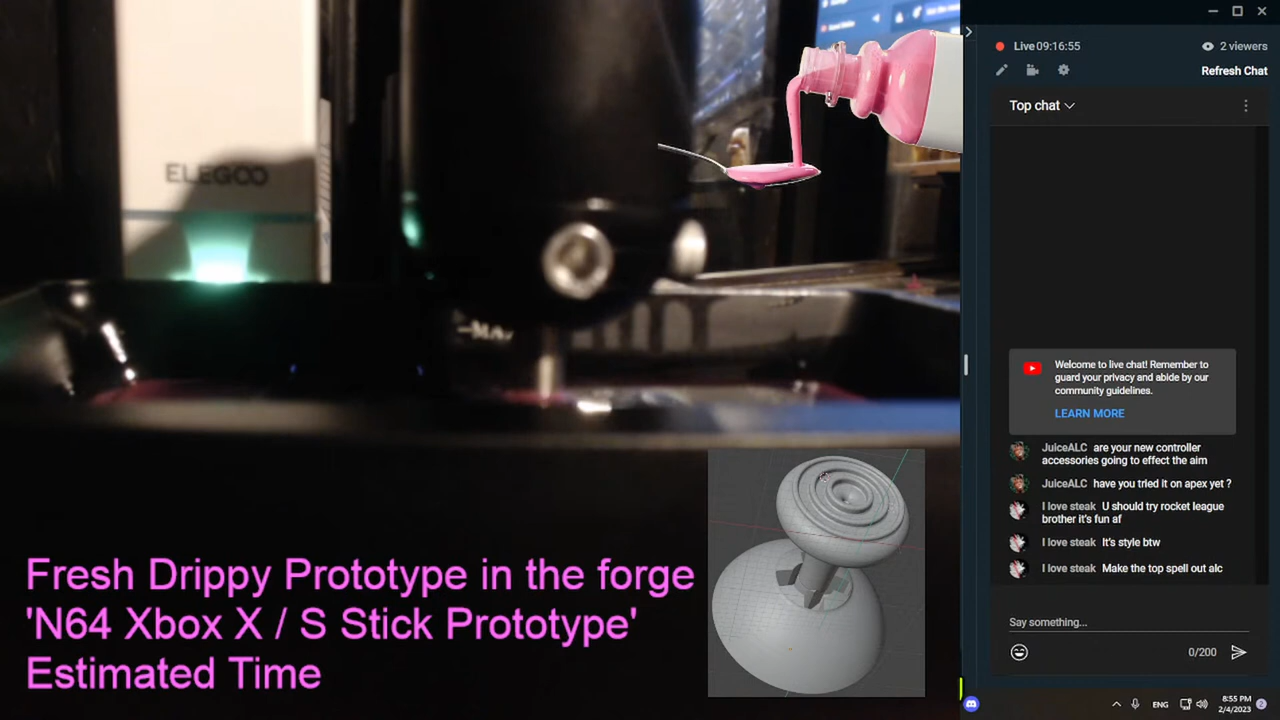 ELEGOO
Live 09:16:55
2 viewers
Refresh Chat
Top chat
Welcome to live chat! Remember to
guard your privacy and abide by our
community guidelines.
LEARN MORE
JuiceALC are your new controller
accessories going to effect the aim
JuiceALC have you tried it on apex yet ?
I love steak U should try rocket league
brother it's fun af
I love steak It's style btw
I love steak Make the top spell out alc
Say something...
0/200
Fresh Drippy Prototype in the forge
'N64 Xbox X / S Stick Prototype'
Estimated Time
ENG
8:55 PM
2/4/2023
2